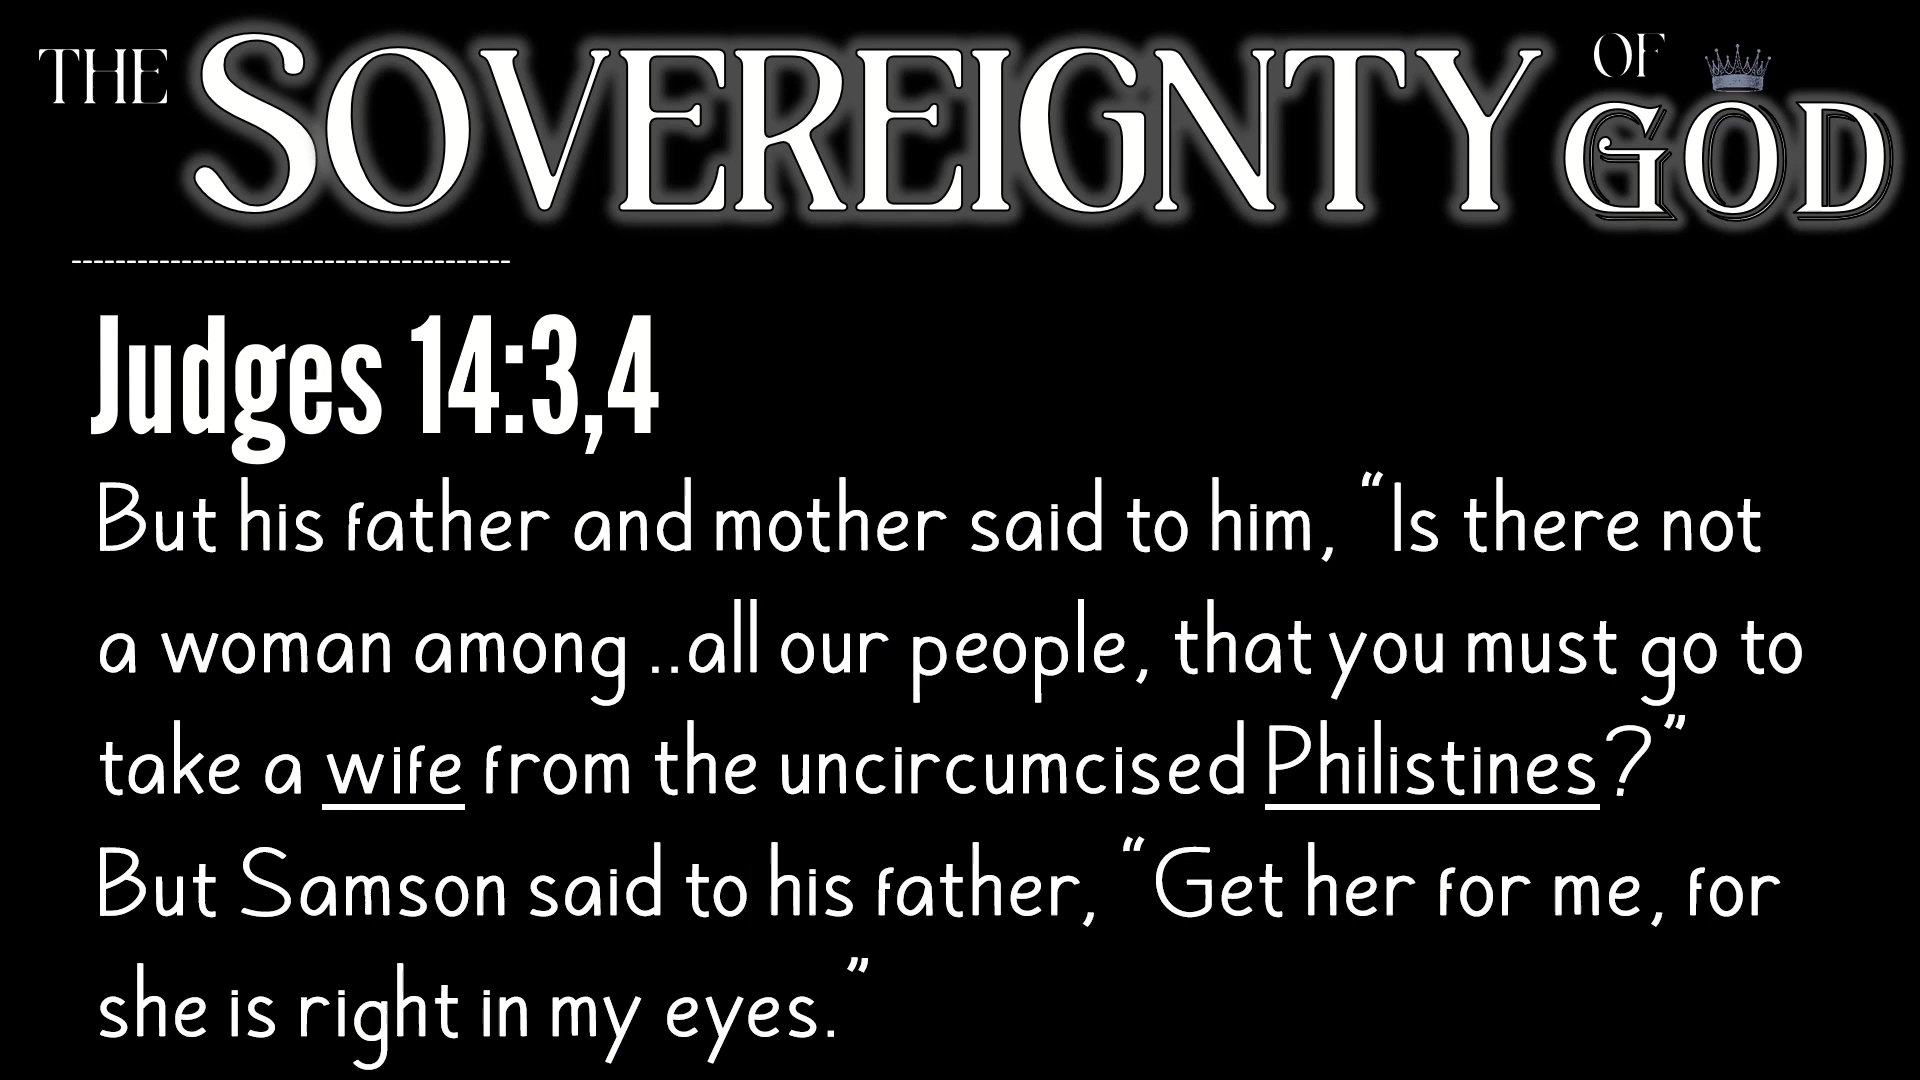 THE SOVEREIGNTY OF GOD
---------------------------------------
Judges 14:3,4
But his father and mother said to him, “Is there not
a woman among ..all our people, that you must go to
take a wife from the uncircumcised Philistines?”
But Samson said to his father, “Get her for me, for
she is right in my eyes.”